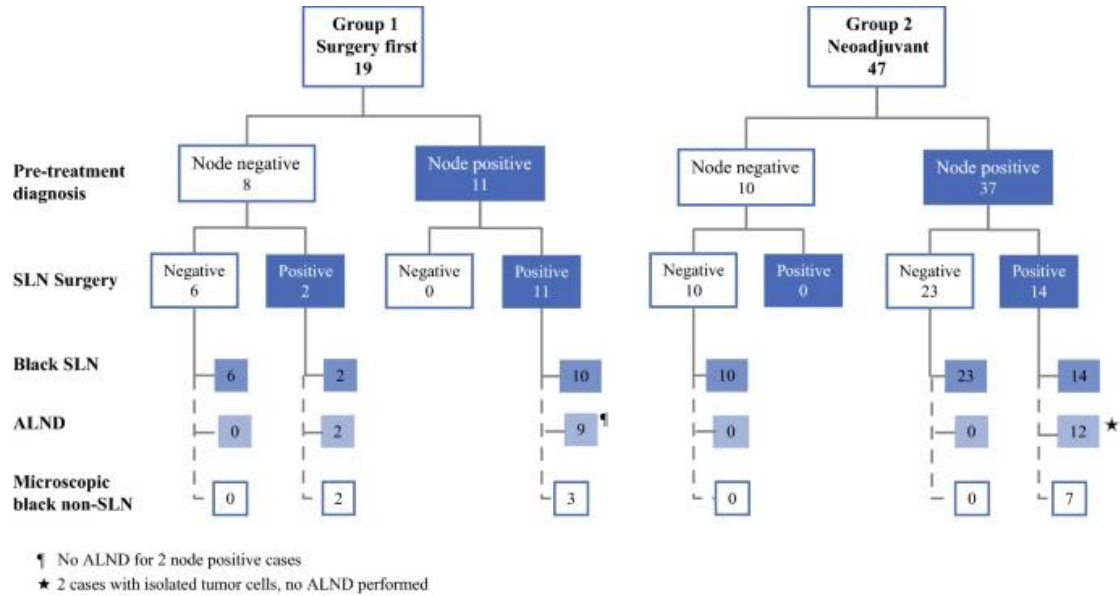 Group 1
Surgery first
19
Group 2
Neoadjuvant
47
Pre-treatment
diagnosis
Node negative
8
Node positive
11
Node negative
10
Node positive
37
SLN Surgery
Negative
6
Positive
2
Negative
0
Positive
11
Negative
10
Positive
0
Negative
23
Positive
14
Black SLN
6
2
10
10
23
14
ALND
0
2
9 ¶
0
0
12 ★
Microscopic
black non-SLN
0
2
3
0
0
7
¶ No ALND for 2 node positive cases
★ 2 cases with isolated tumor cells, no ALND performed